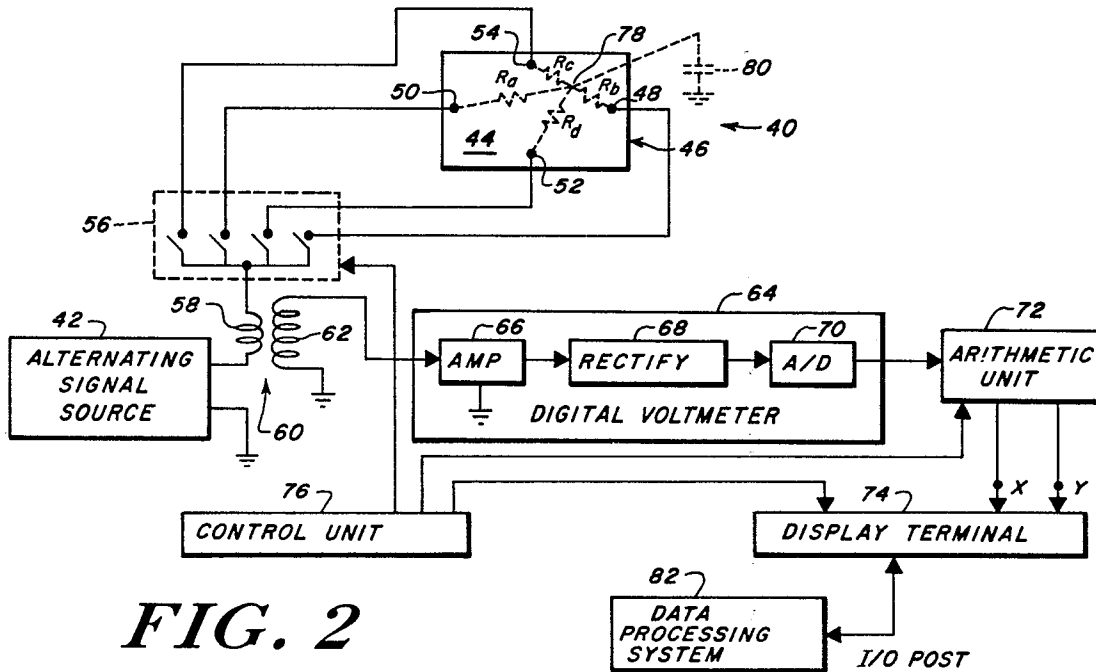 54
78
80
Rc
Ra
Rb
50
48
Rd
40
44
46
52
56
58
62
64
42
66
68
70
72
ALTERNATING
SIGNAL
SOURCE
AMP
RECTIFY
A/D
ARITHMETIC
UNIT
DIGITAL VOLTMETER
60
76
X
Y
74
CONTROL UNIT
DISPLAY TERMINAL
82
DATA
PROCESSING
SYSTEM
I/O POST
FIG. 2